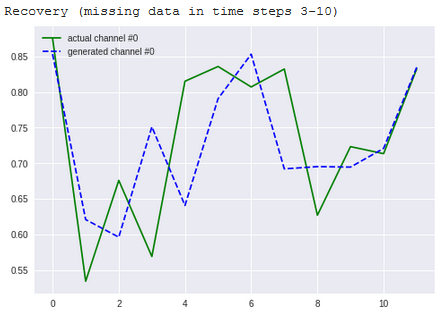 Recovery (missing data in time steps 3-10)
actual channel #0
generated channel #0
0.85
0.80
0.75
0.70
0.65
0.60
0.55
0 2 4 6 8 10